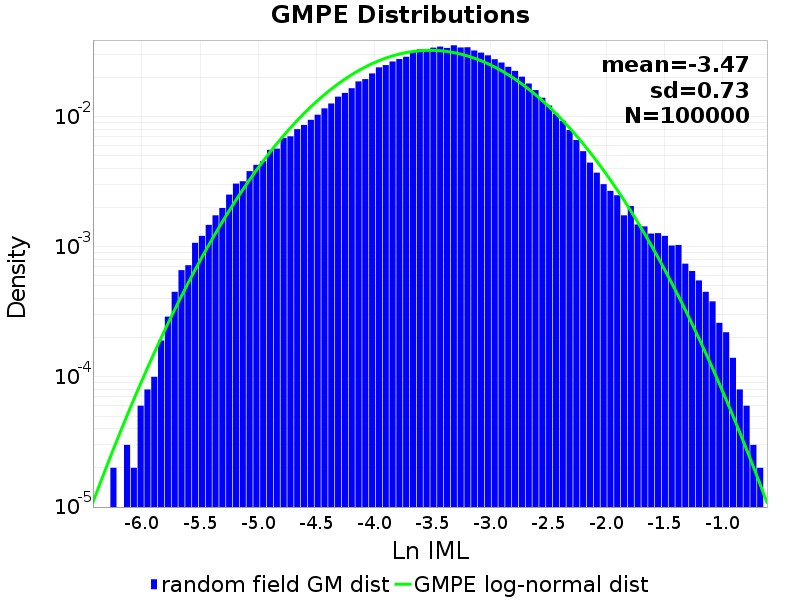 GMPE Distributions
mean=-3.47
sd=0.73
N=100000
Density
10-2
10-3
10-4
10-5
-6.0 -5.5 -5.0 -4.5 -4.0 -3.5 -3.0 -2.5 -2.0 -1.5 -1.0
Ln IML
random field GM dist GMPE log-normal dist